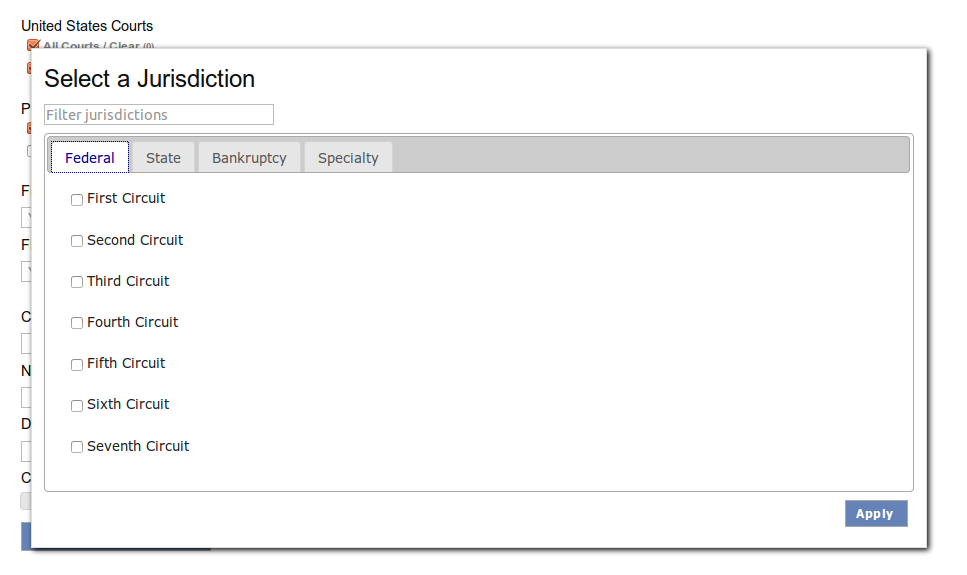 United States Courts
All Courts / Clear (0)
Select a Jurisdiction
Filter jurisdictions
Federal State Bankruptcy Specialty
First Circuit
Second Circuit
Third Circuit
Fourth Circuit
Fifth Circuit
Sixth Circuit
Seventh Circuit
Apply